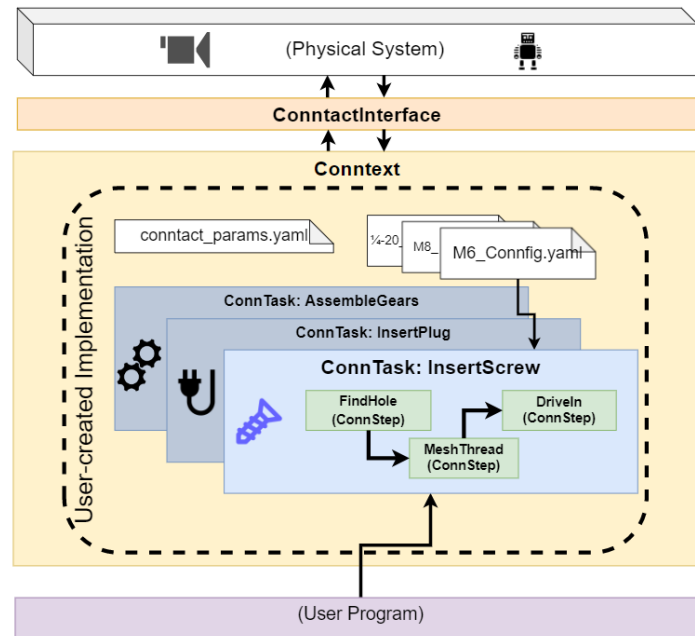 (Physical System)
ConntactInterface
Conntext
User-created Implementation
conntact_params.yaml
¼-20_
M8_
M6_Connfig.yaml
ConnTask: AssembleGears
ConnTask: InsertPlug
ConnTask: InsertScrew
FindHole
(ConnStep)
DriveIn
(ConnStep)
MeshThread
(ConnStep)
(User Program)